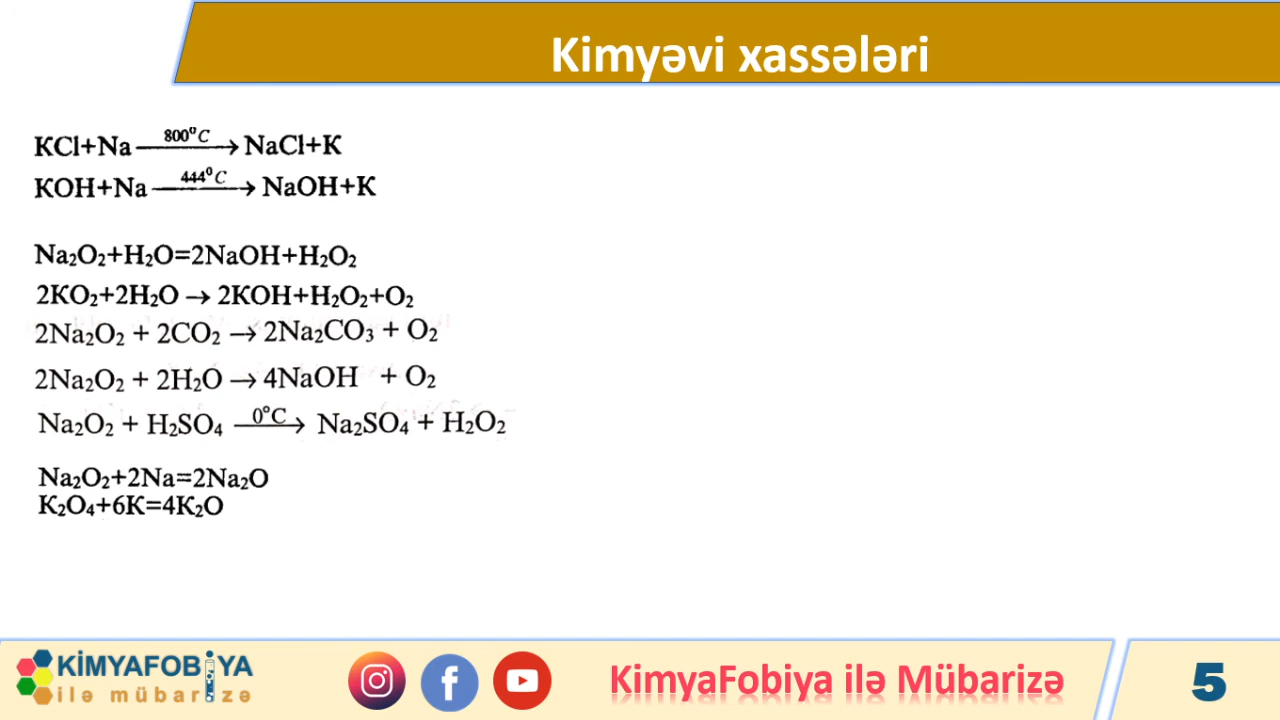 Kimyəvi xassələri
KCl+Na 800⁰C → NaCl+K
KOH+Na 444⁰C → NaOH+K
Na₂O₂+H₂O=2NaOH+H₂O₂
2KO₂+2H₂O → 2KOH+H₂O₂+O₂
2Na₂O₂ + 2CO₂ → 2Na₂CO₃ + O₂
2Na₂O₂ + 2H₂O → 4NaOH + O₂
Na₂O₂ + H₂SO₄ 0°C → Na₂SO₄ + H₂O₂
Na₂O₂+2Na=2Na₂O
K₂O₄+6K=4K₂O
KİMYAFOBİYA
ilə mübarizə
KimyaFobiya ilə Mübarizə
5